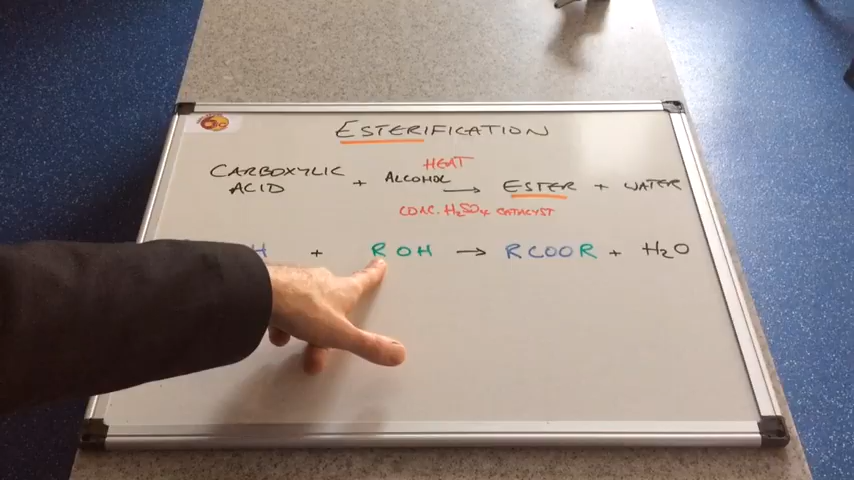 ESTERIFICATION
HEAT
CARBOXYLIC ACID + ALCOHOL → ESTER + WATER
CONC. H₂SO₄ CATALYST
H + ROH → RCOOR + H₂O